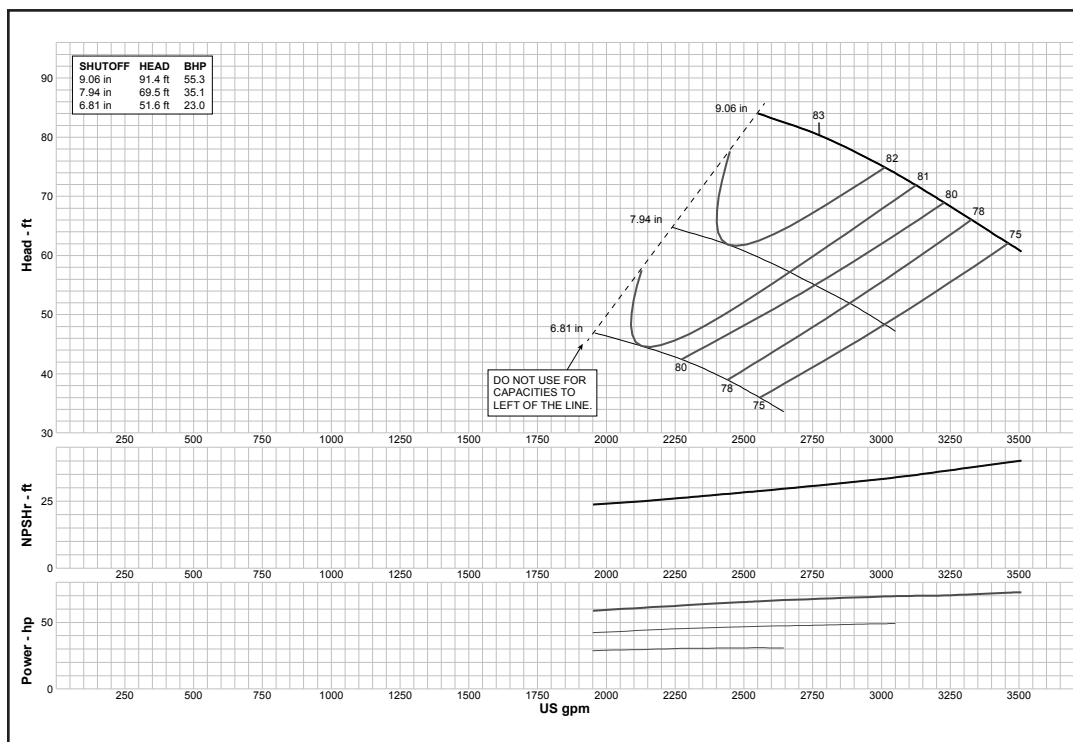 SHUTOFF HEAD BHP
9.06 in 91.4 ft 55.3
7.94 in 69.5 ft 35.1
6.81 in 51.6 ft 23.0
Head - ft
90
80
70
60
50
40
30
9.06 in
83
82
81
80
78
75
7.94 in
6.81 in
80
78
75
DO NOT USE FOR
CAPACITIES TO
LEFT OF THE LINE.
250 500 750 1000 1250 1500 1750 2000 2250 2500 2750 3000 3250 3500
NPSHr - ft
25
0
250 500 750 1000 1250 1500 1750 2000 2250 2500 2750 3000 3250 3500
Power - hp
50
0
250 500 750 1000 1250 1500 1750 2000 2250 2500 2750 3000 3250 3500
US gpm